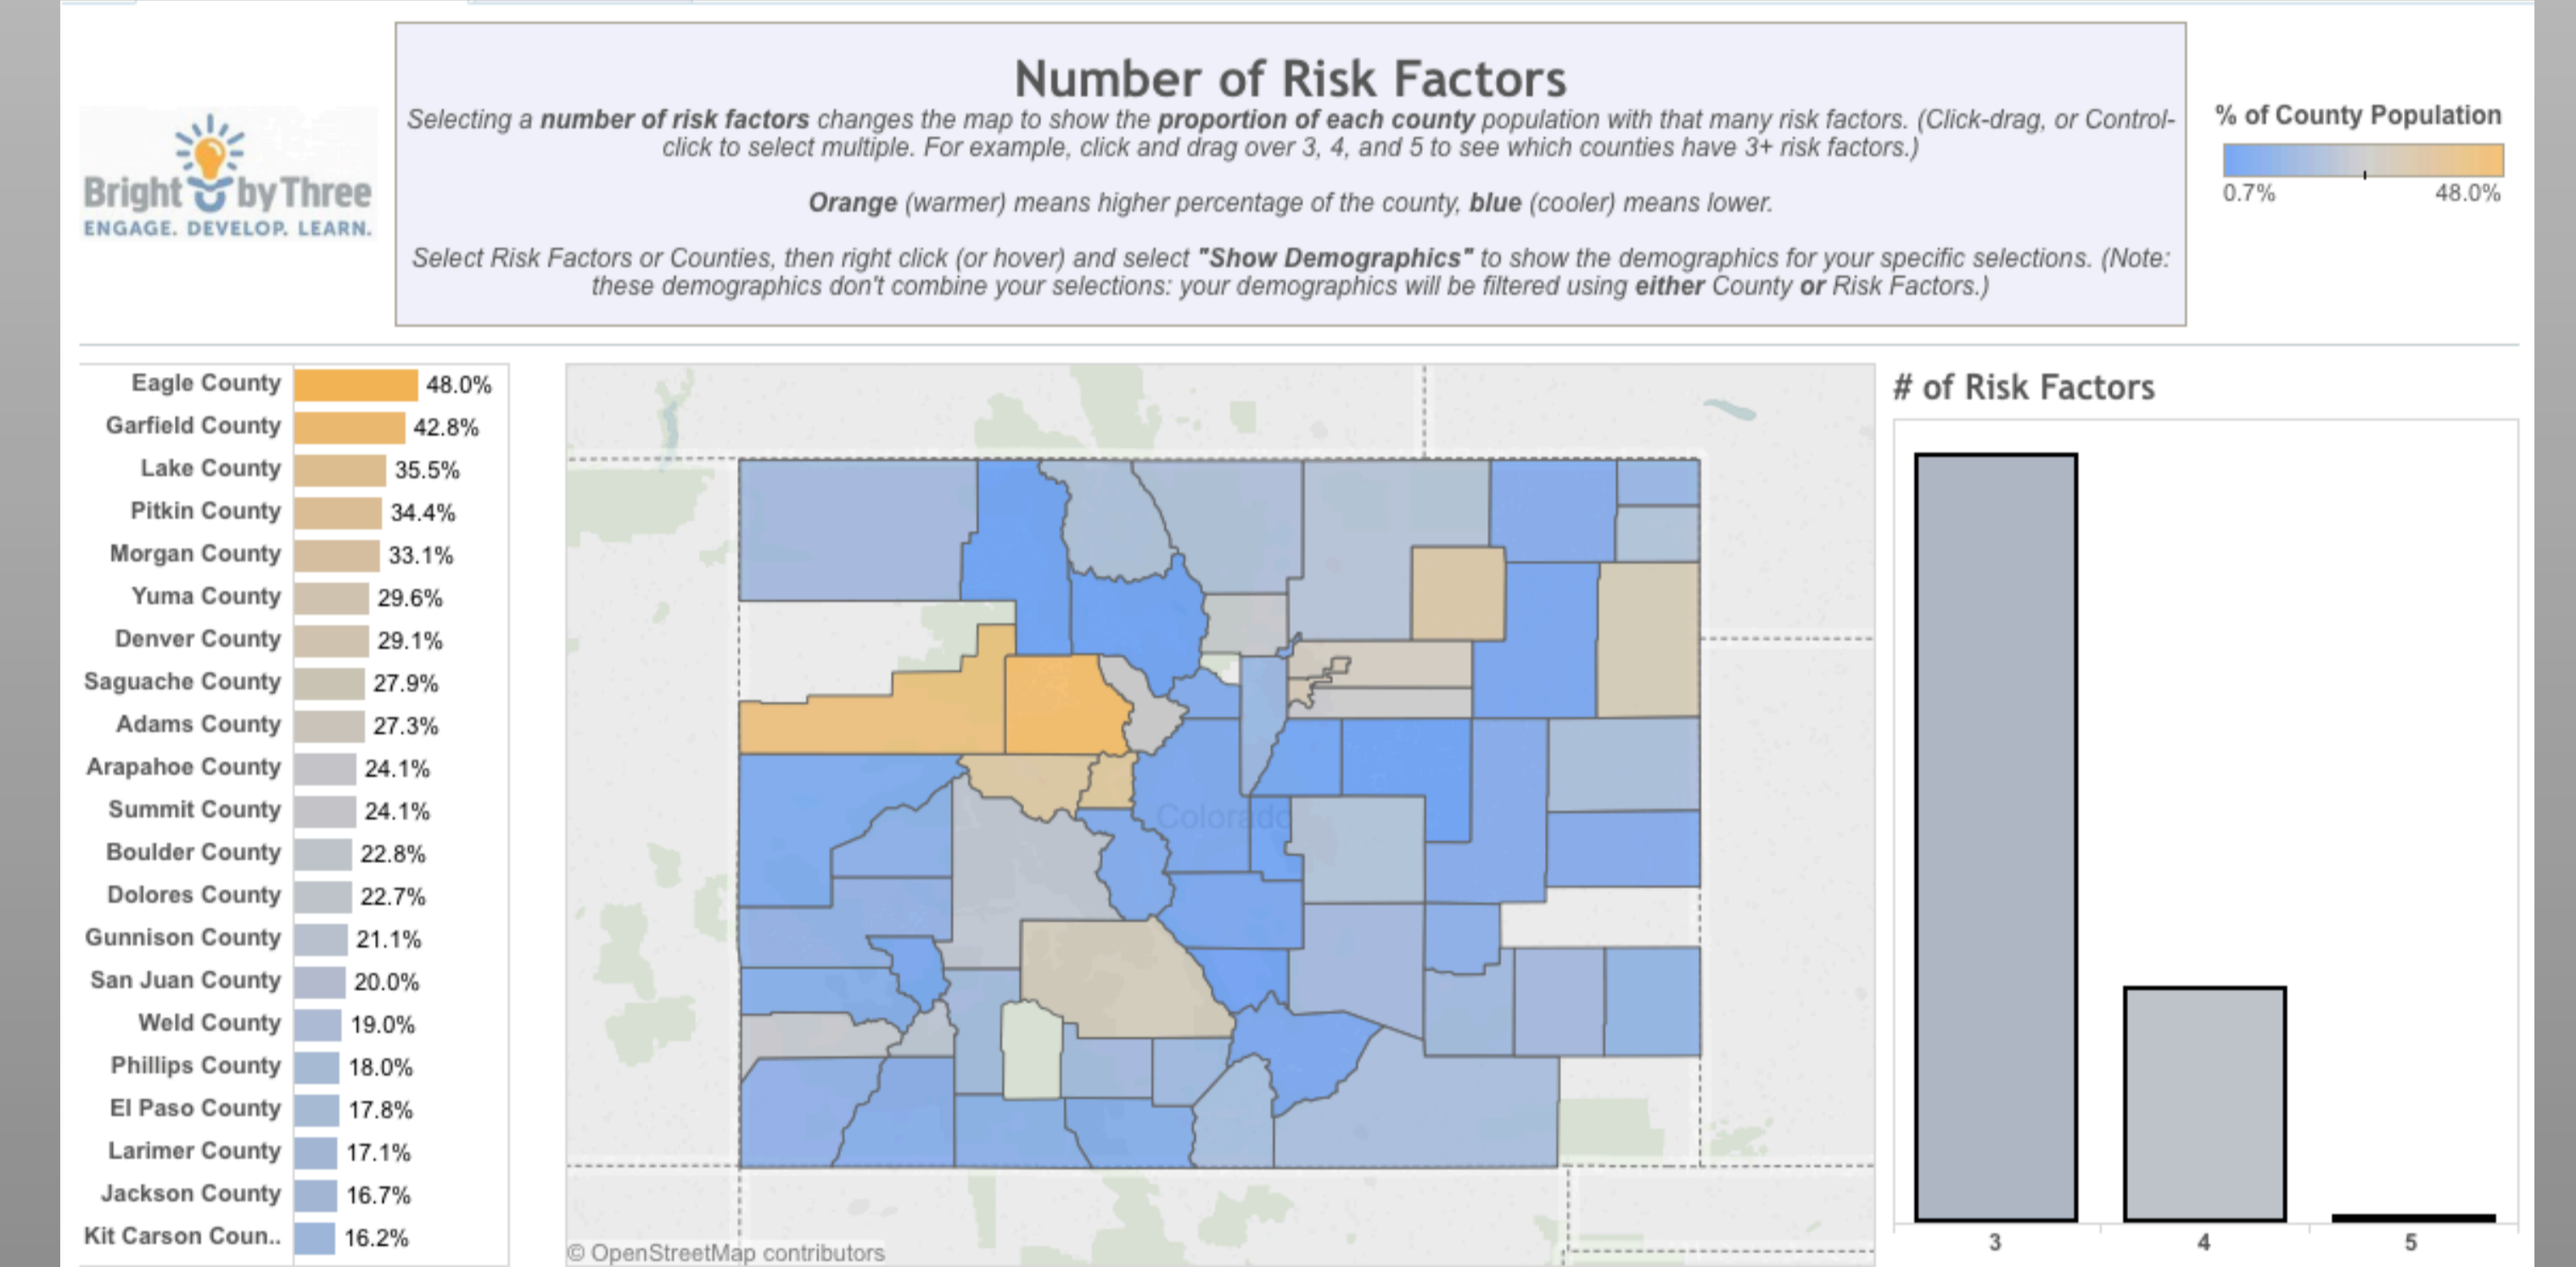 Number of Risk Factors
Selecting a number of risk factors changes the map to show the proportion of each county population with that many risk factors. (Click-drag, or Control-
click to select multiple. For example, click and drag over 3, 4, and 5 to see which counties have 3+ risk factors.)
Orange (warmer) means higher percentage of the county, blue (cooler) means lower.
Select Risk Factors or Counties, then right click (or hover) and select "Show Demographics" to show the demographics for your specific selections. (Note:
these demographics don't combine your selections: your demographics will be filtered using either County or Risk Factors.)
Bright by Three
ENGAGE. DEVELOP. LEARN.
% of County Population
0.7% 48.0%
Eagle County 48.0%
Garfield County 42.8%
Lake County 35.5%
Pitkin County 34.4%
Morgan County 33.1%
Yuma County 29.6%
Denver County 29.1%
Saguache County 27.9%
Adams County 27.3%
Arapahoe County 24.1%
Summit County 24.1%
Boulder County 22.8%
Dolores County 22.7%
Gunnison County 21.1%
San Juan County 20.0%
Weld County 19.0%
Phillips County 18.0%
El Paso County 17.8%
Larimer County 17.1%
Jackson County 16.7%
Kit Carson Coun.. 16.2%
Colorado
© OpenStreetMap contributors
# of Risk Factors
3 4 5